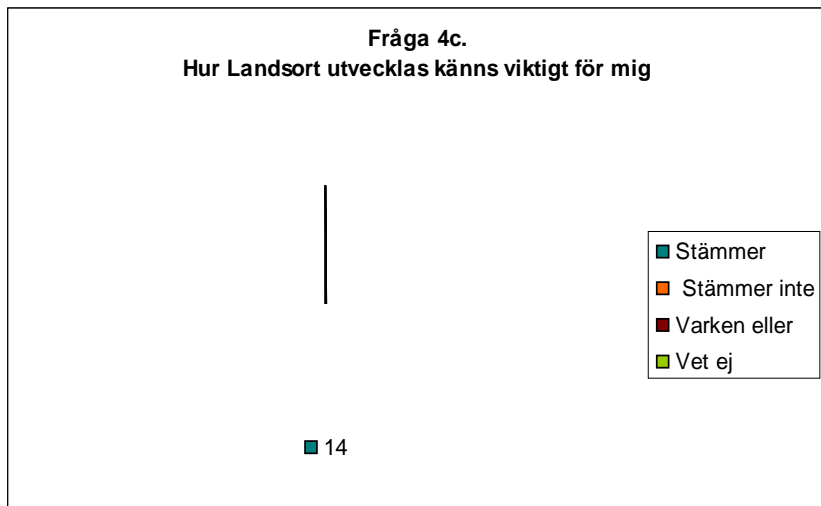 Fråga 4c.
Hur Landsort utvecklas känns viktigt för mig
Stämmer
Stämmer inte
Varken eller
Vet ej
14